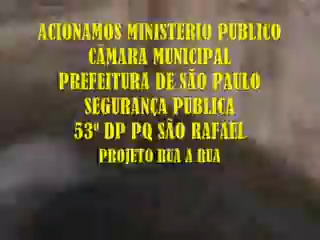 ACIONAMOS MINISTERIO PUBLICO
CÂMARA MUNICIPAL
PREFEITURA DE SÃO PAULO
SEGURANÇA PUBLICA
53º DP PQ SÃO RAFAEL
PROJETO RUA A RUA